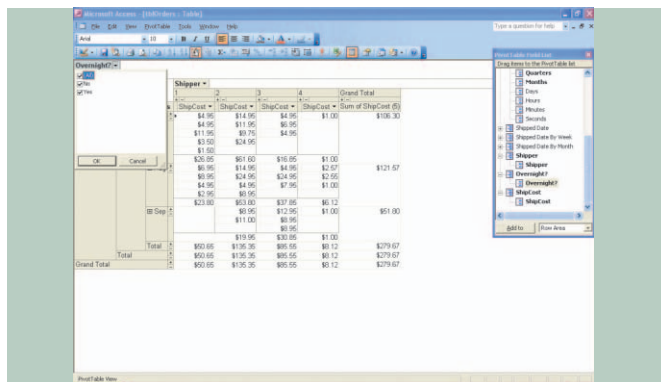 Microsoft Access - [tblOrders : Table]
File Edit View PivotTable Tools Window Help
Type a question for help
Arial 10 B I U
Overnight?
(All)
No
Yes
OK Cancel
Shipper
1 2 3 4 Grand Total
ShipCost ShipCost ShipCost ShipCost Sum of ShipCost (5)
$4.95 $14.95 $4.95 $1.00 $106.30
$4.95 $11.95 $6.95
$11.95 $9.75 $4.95
$3.50 $24.95
$1.50
$26.85 $61.60 $16.85 $1.00
$6.95 $14.95 $4.95 $2.57 $121.57
$8.95 $24.95 $24.95 $2.55
$4.95 $4.95 $7.95 $1.00
$2.95 $8.95
$23.80 $53.80 $37.85 $6.12
Sep $8.95 $12.95 $1.00 $51.80
$11.00 $8.95
$8.95
$19.95 $30.85 $1.00
Total $50.65 $135.35 $85.55 $8.12 $279.67
Total $50.65 $135.35 $85.55 $8.12 $279.67
Grand Total $50.65 $135.35 $85.55 $8.12 $279.67
PivotTable Field List
Drag items to the PivotTable list
Quarters
Months
Days
Hours
Minutes
Seconds
Shipped Date
Shipped Date By Week
Shipped Date By Month
Shipper
Shipper
Overnight?
Overnight?
ShipCost
ShipCost
Add to Row Area
PivotTable View